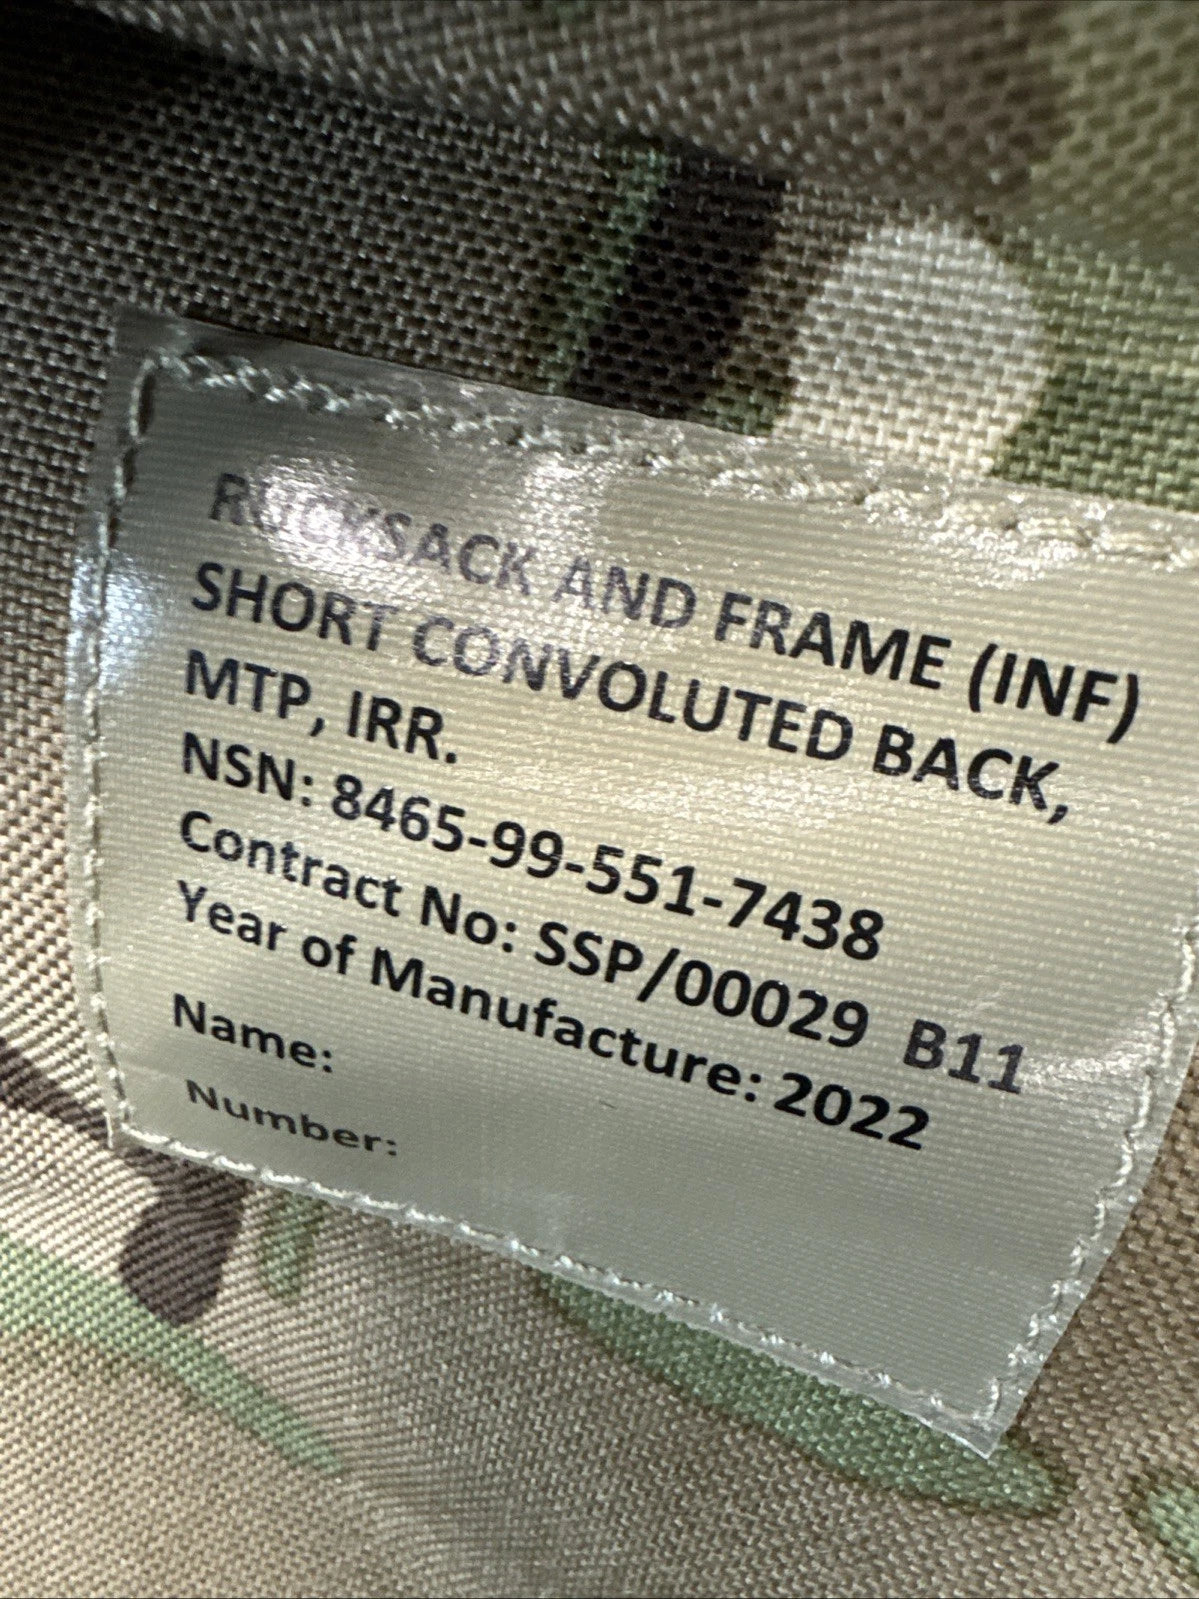 RUCKSACK AND FRAME (INF)
SHORT CONVOLUTED BACK,
MTP, IRR.
NSN: 8465-99-551-7438
Contract No: SSP/00029 B11
Year of Manufacture: 2022
Name:
Number: